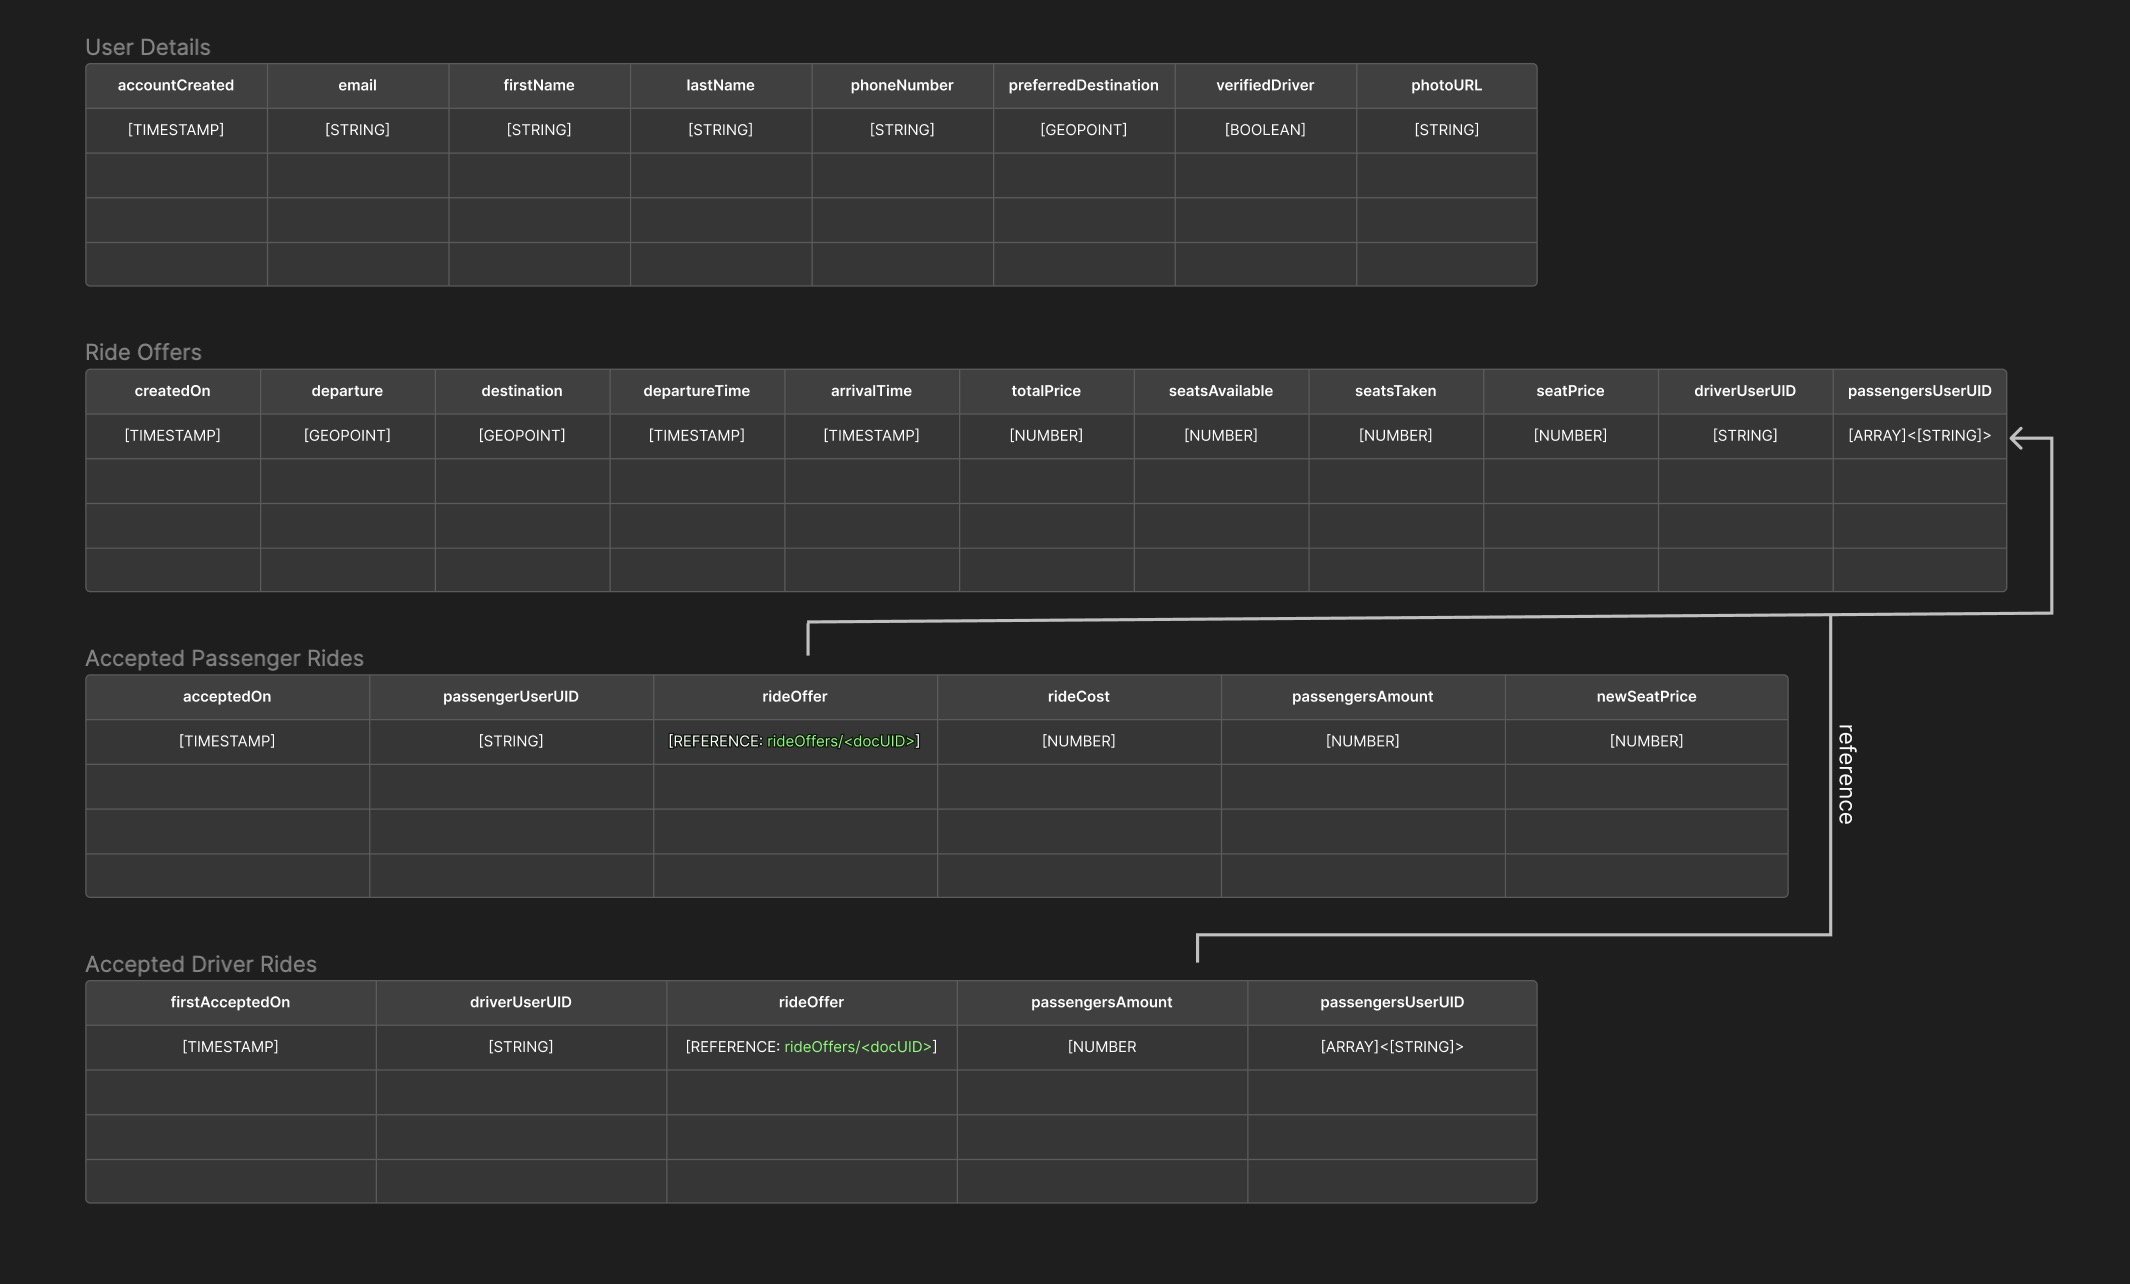 User Details
accountCreated email firstName lastName phoneNumber preferredDestination verifiedDriver photoURL
[TIMESTAMP] [STRING] [STRING] [STRING] [STRING] [GEOPOINT] [BOOLEAN] [STRING]
Ride Offers
createdOn departure destination departureTime arrivalTime totalPrice seatsAvailable seatsTaken seatPrice driverUserUID passengersUserUID
[TIMESTAMP] [GEOPOINT] [GEOPOINT] [TIMESTAMP] [TIMESTAMP] [NUMBER] [NUMBER] [NUMBER] [NUMBER] [STRING] [ARRAY]<[STRING]>
Accepted Passenger Rides
acceptedOn passengerUserUID rideOffer rideCost passengersAmount newSeatPrice
[TIMESTAMP] [STRING] [REFERENCE: rideOffers/<docUID>] [NUMBER] [NUMBER] [NUMBER]
reference
Accepted Driver Rides
firstAcceptedOn driverUserUID rideOffer passengersAmount passengersUserUID
[TIMESTAMP] [STRING] [REFERENCE: rideOffers/<docUID>] [NUMBER [ARRAY]<[STRING]>